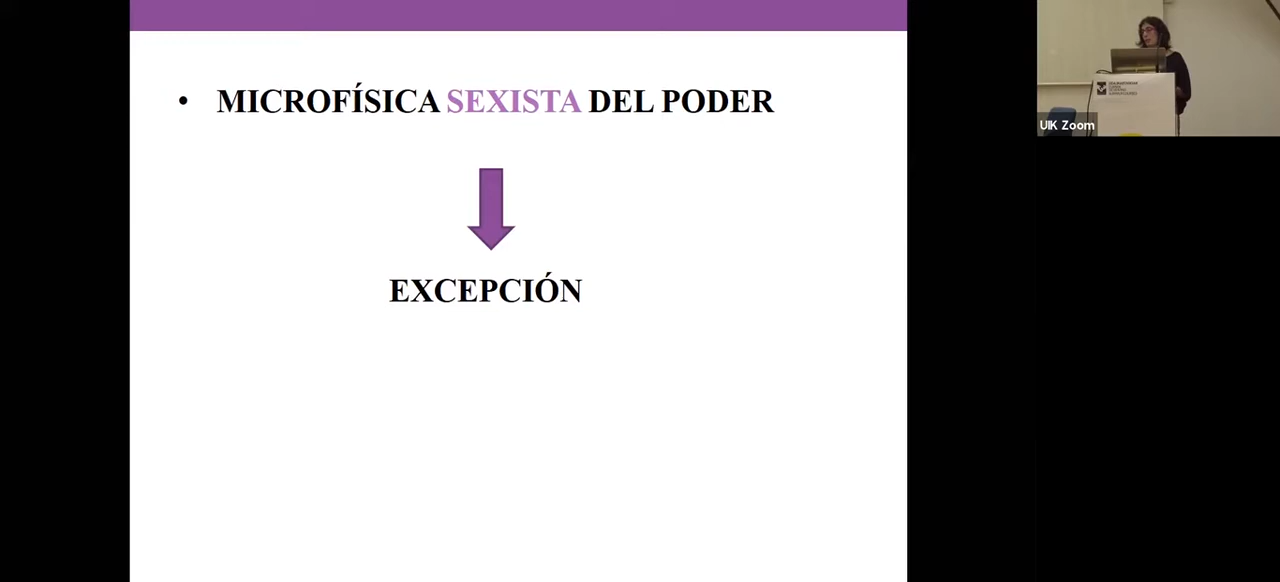 • MICROFÍSICA SEXISTA DEL PODER
EXCEPCIÓN
UIK Zoom